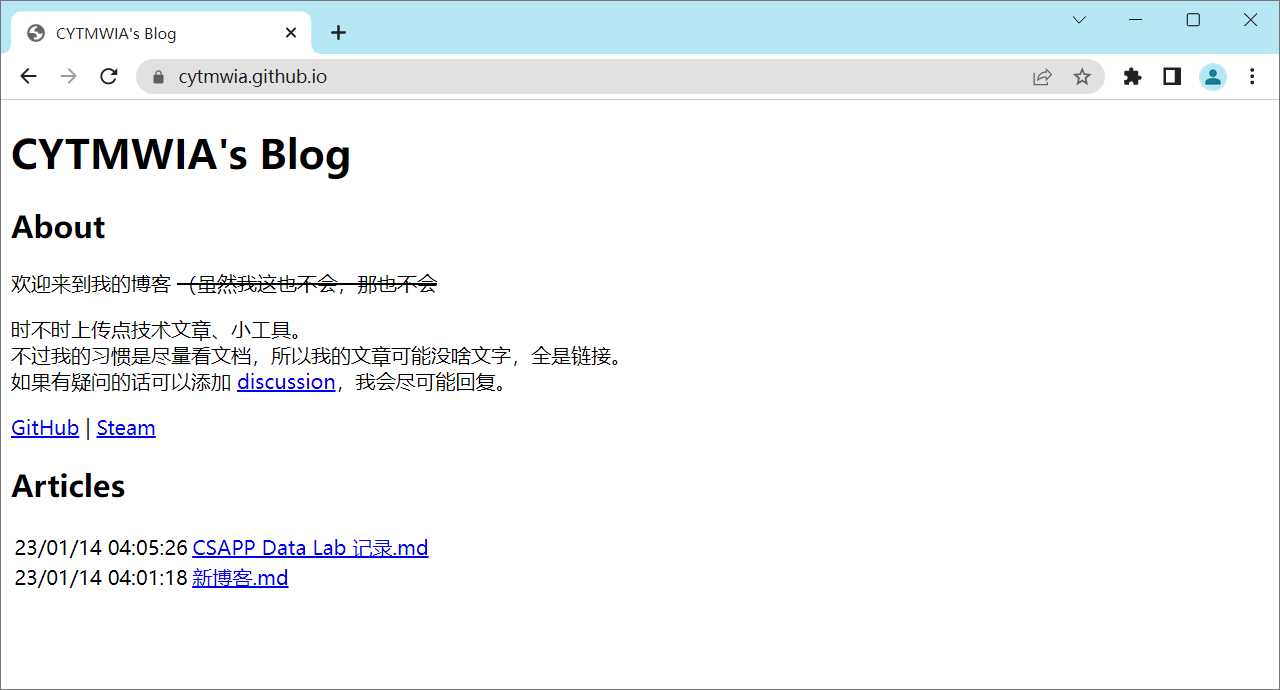 CYTMWIA's Blog
cytmwia.github.io
CYTMWIA's Blog
About
欢迎来到我的博客 （虽然我这也不会，那也不会
时不时上传点技术文章、小工具。
不过我的习惯是尽量看文档，所以我的文章可能没啥文字，全是链接。
如果有疑问的话可以添加 discussion，我会尽可能回复。
GitHub | Steam
Articles
23/01/14 04:05:26 CSAPP Data Lab 记录.md
23/01/14 04:01:18 新博客.md